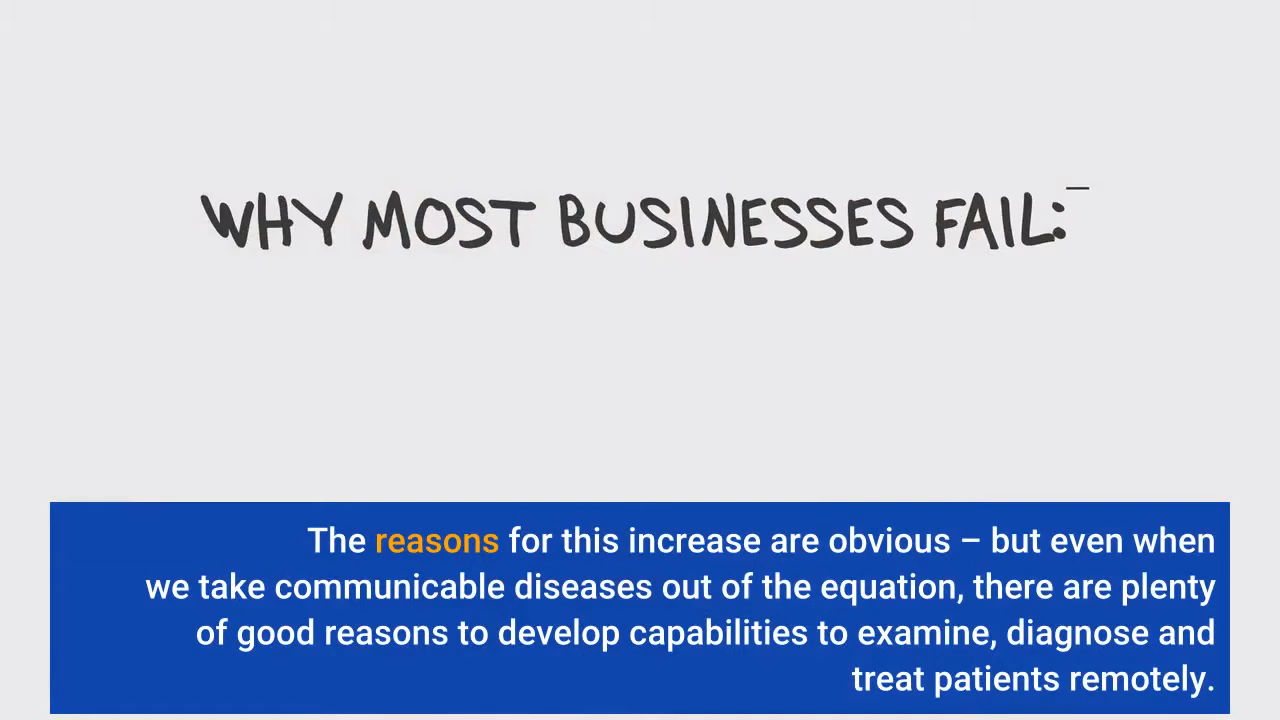 WHY MOST BUSINESSES FAIL:
The reasons for this increase are obvious – but even when
we take communicable diseases out of the equation, there are plenty
of good reasons to develop capabilities to examine, diagnose and
treat patients remotely.